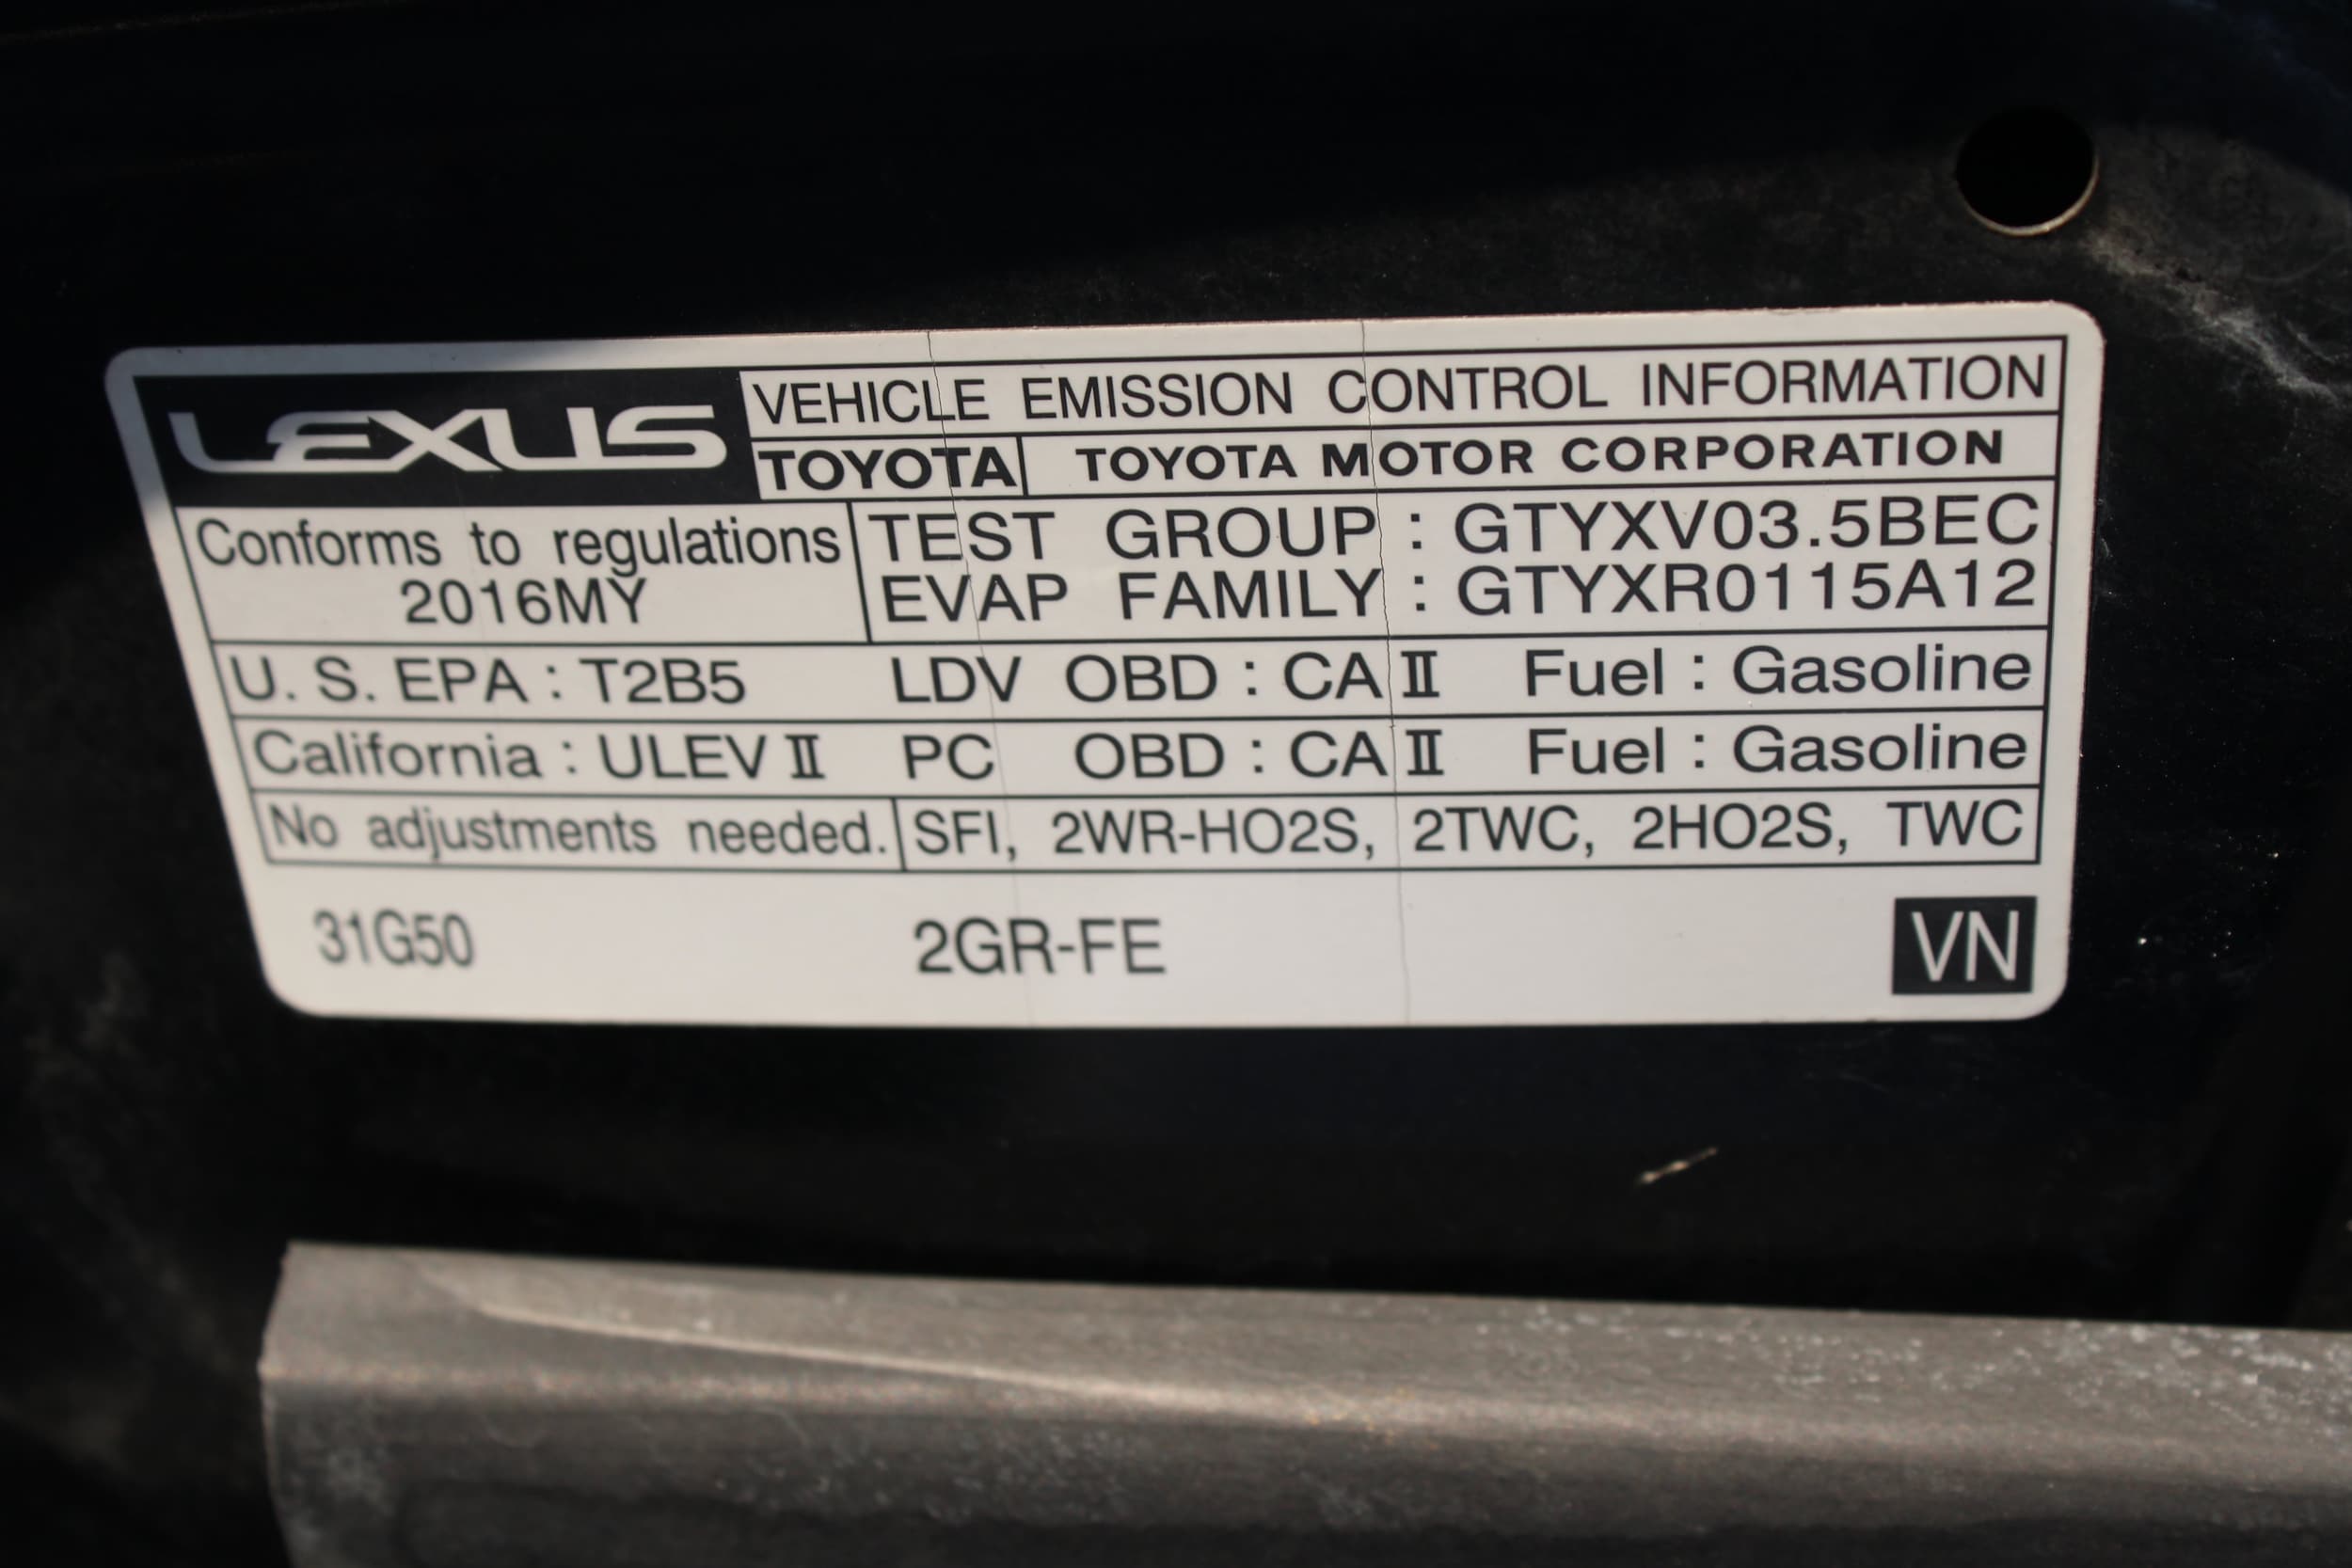 LEXUS VEHICLE EMISSION CONTROL INFORMATION
TOYOTA TOYOTA MOTOR CORPORATION
Conforms to regulations TEST GROUP : GTYXV03.5BEC
2016MY EVAP FAMILY : GTYXR0115A12
U. S. EPA : T2B5 LDV OBD : CA II Fuel : Gasoline
California : ULEV II PC OBD : CA II Fuel : Gasoline
No adjustments needed. SFI, 2WR-HO2S, 2TWC, 2HO2S, TWC
31G50 2GR-FE VN